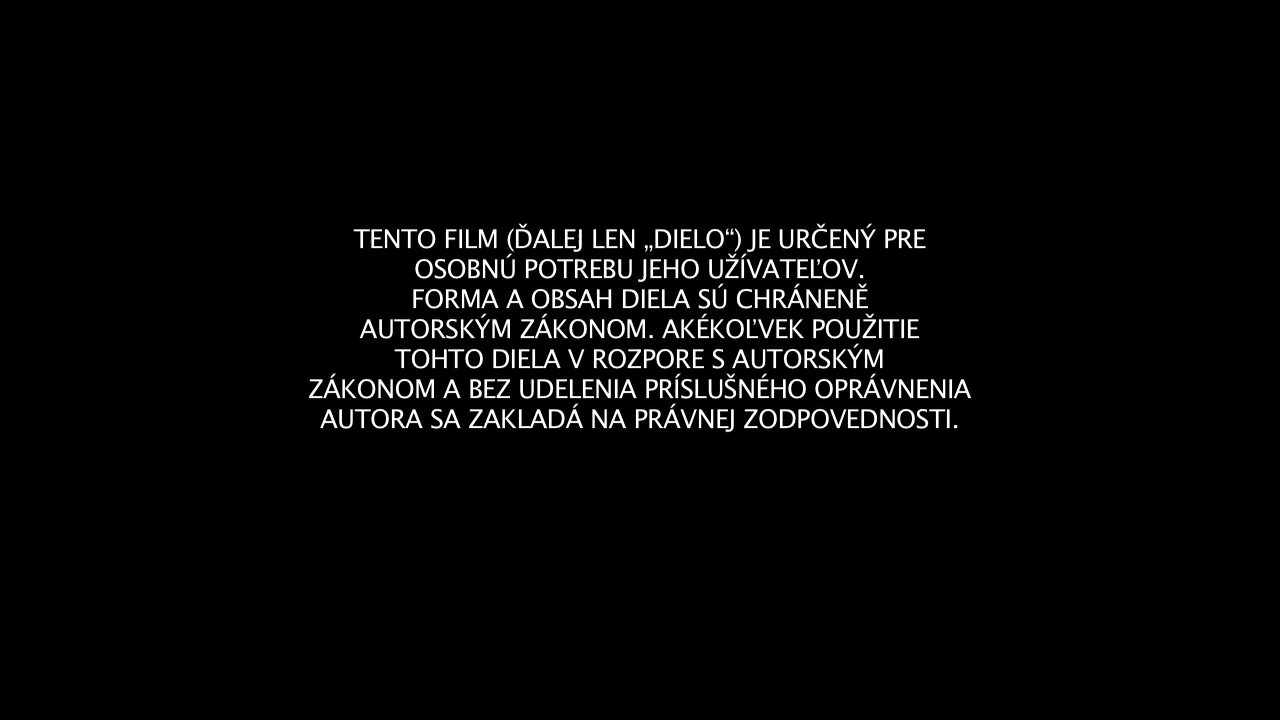 TENTO FILM (ĎALEJ LEN „DIELO“) JE URČENÝ PRE
OSOBNÚ POTREBU JEHO UŽÍVATEĽOV.
FORMA A OBSAH DIELA SÚ CHRÁNENĚ
AUTORSKÝM ZÁKONOM. AKÉKOĽVEK POUŽITIE
TOHTO DIELA V ROZPORE S AUTORSKÝM
ZÁKONOM A BEZ UDELENIA PRÍSLUŠNÉHO OPRÁVNENIA
AUTORA SA ZAKLADÁ NA PRÁVNEJ ZODPOVEDNOSTI.